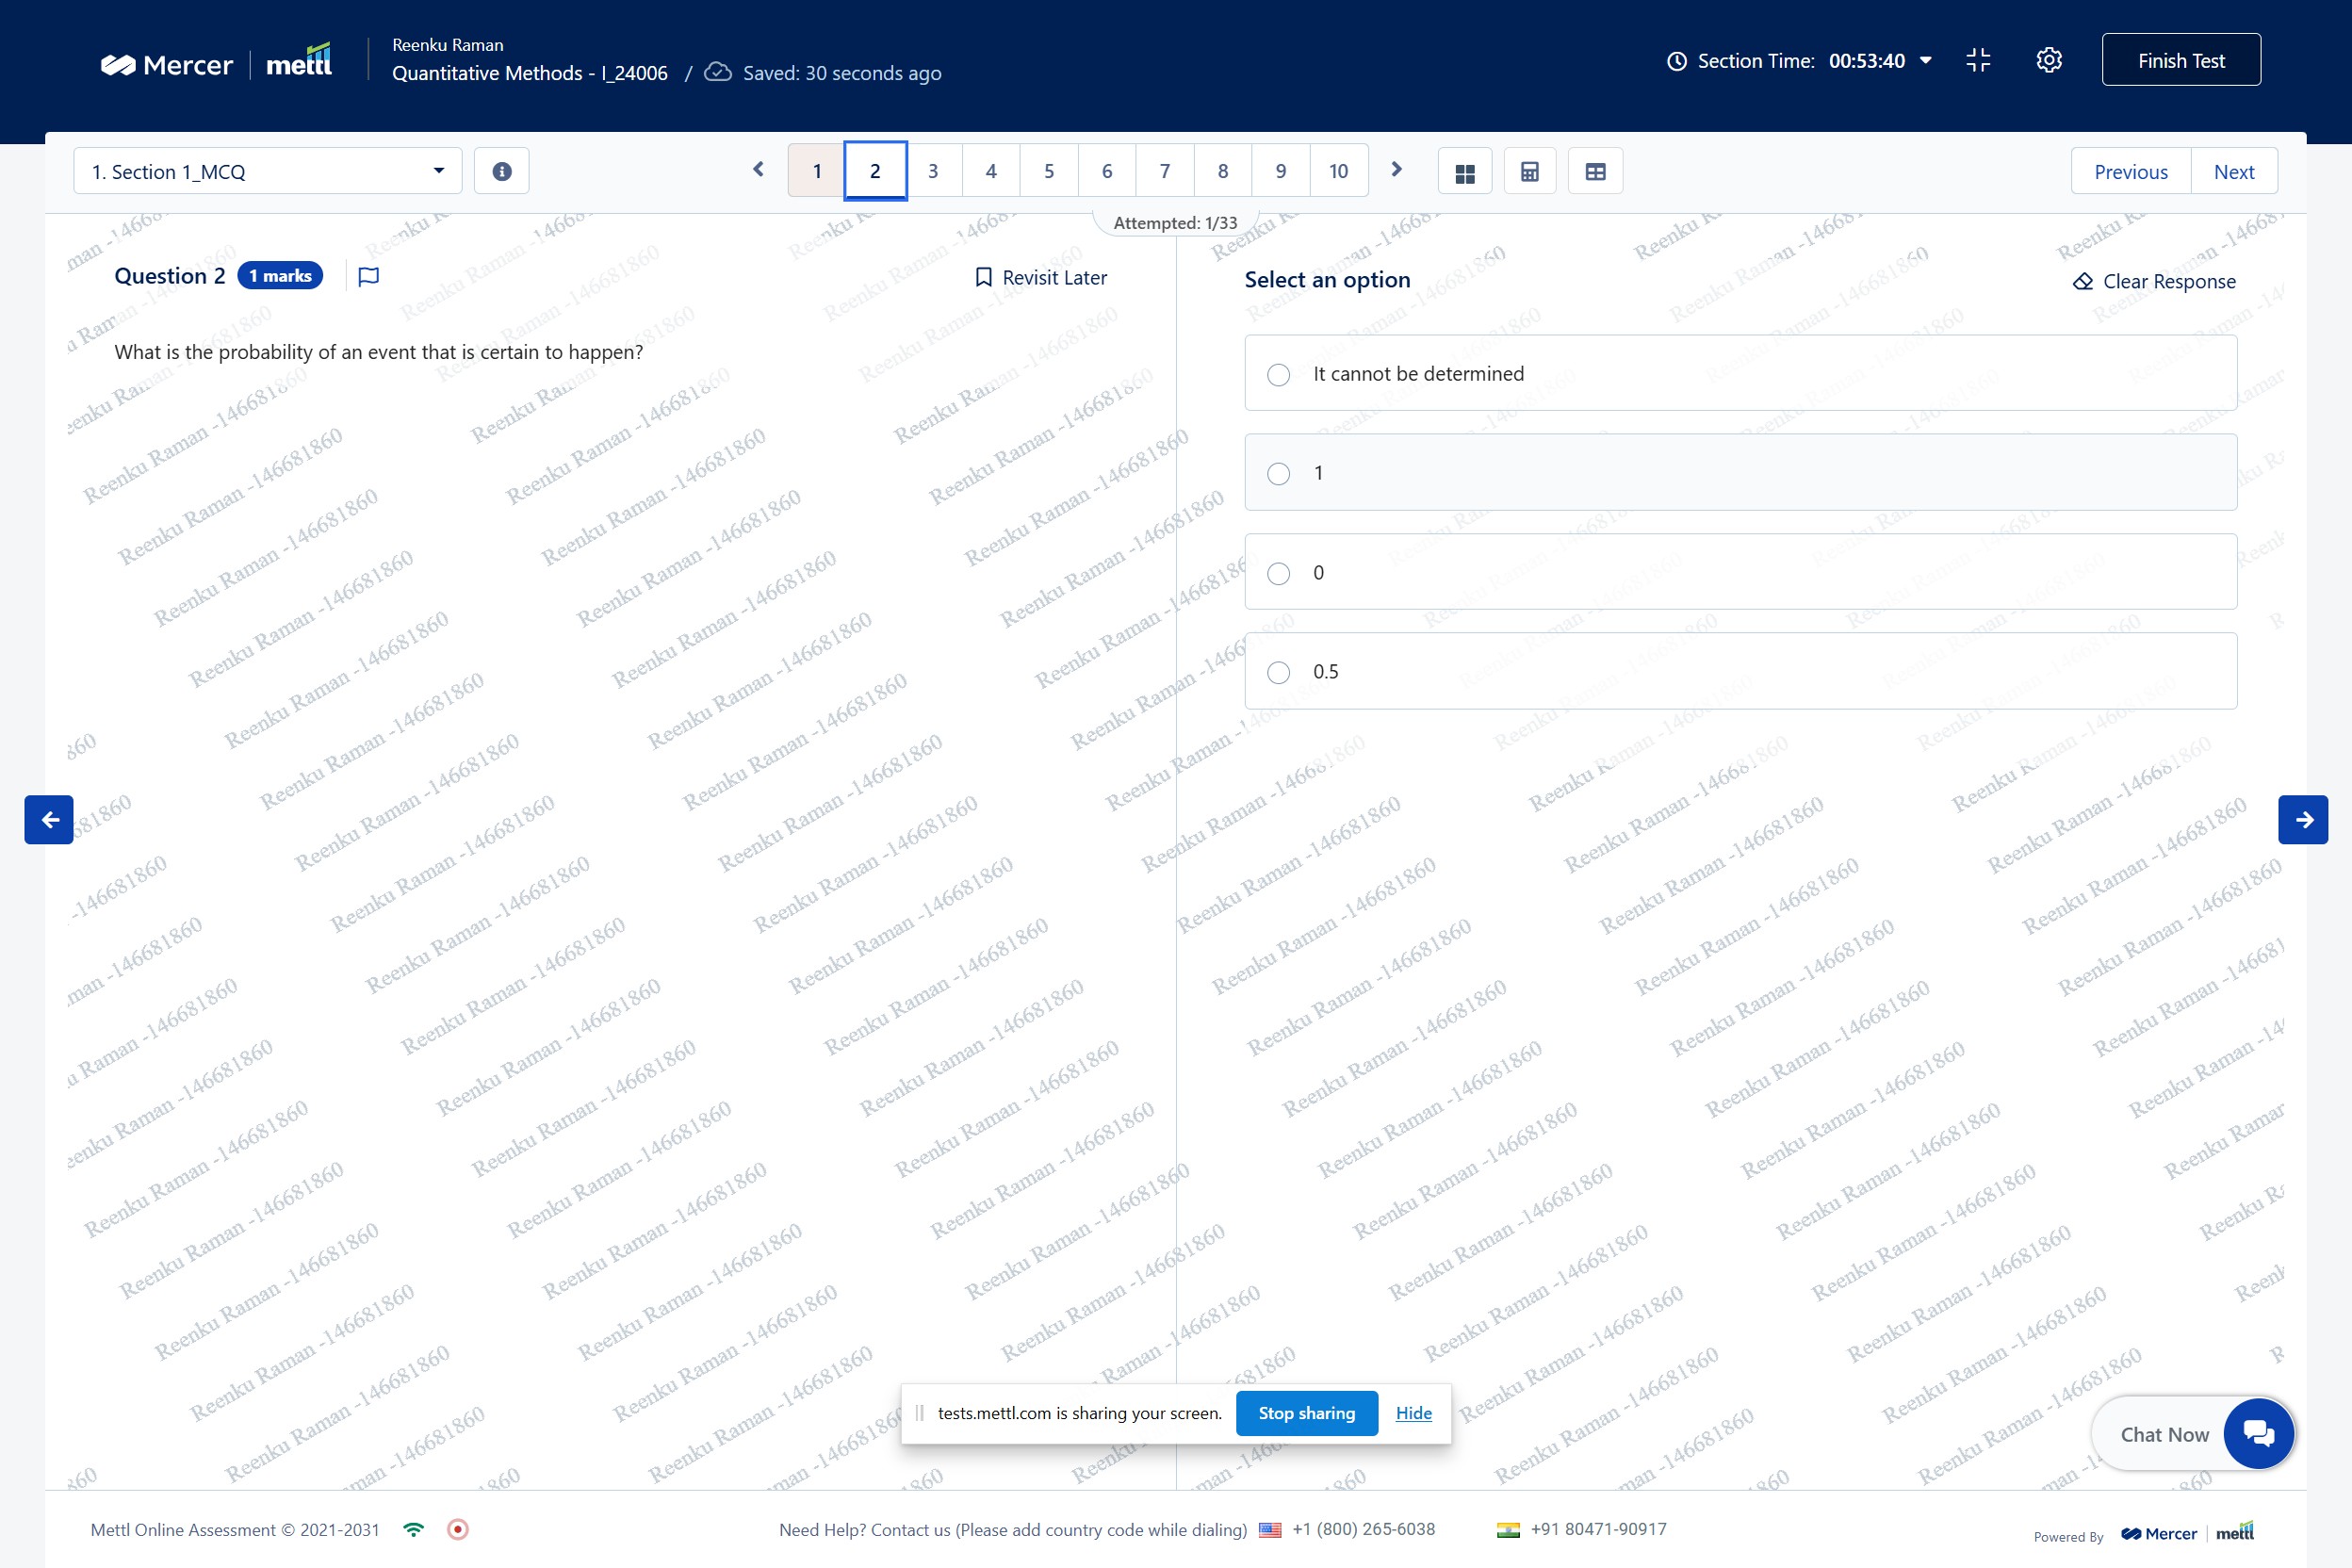 Mercer | mettl
Reenku Raman
Quantitative Methods - I_24006 / Saved: 30 seconds ago
Section Time: 00:53:40
Finish Test
1. Section 1_MCQ
1 2 3 4 5 6 7 8 9 10
Previous Next
Attempted: 1/33
Question 2 1 marks
Revisit Later
What is the probability of an event that is certain to happen?
Select an option
Clear Response
It cannot be determined
1
0
0.5
Reenku Raman -146681860
tests.mettl.com is sharing your screen. Stop sharing Hide
Chat Now
Mettl Online Assessment © 2021-2031
Need Help? Contact us (Please add country code while dialing) +1 (800) 265-6038 +91 80471-90917
Powered By Mercer | mettl